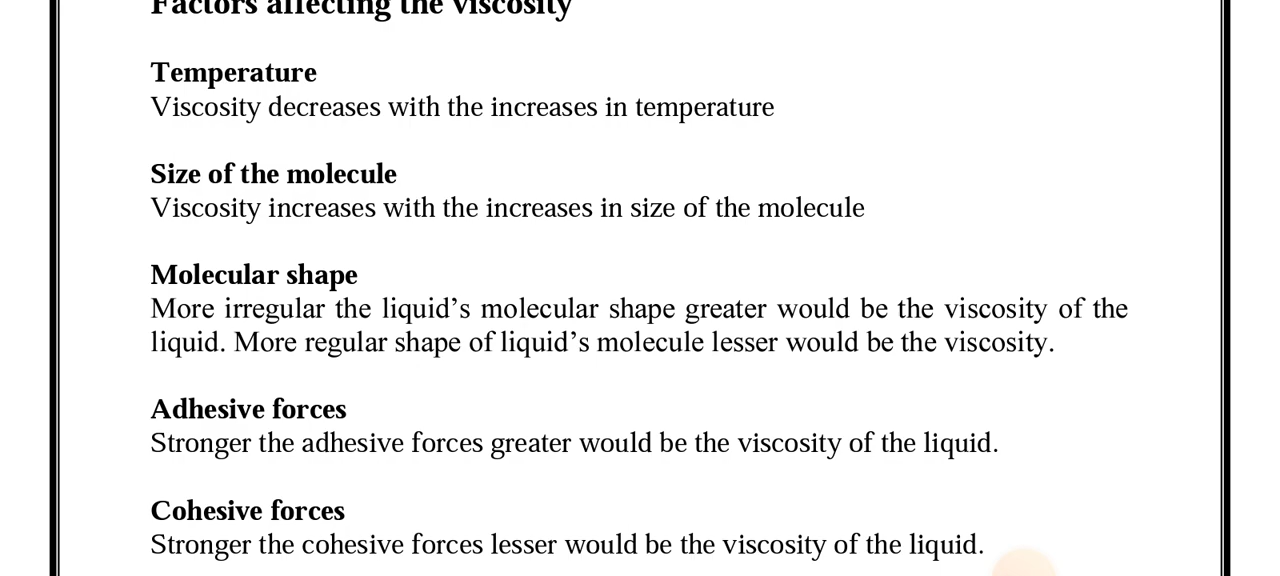 Factors affecting the viscosity
Temperature
Viscosity decreases with the increases in temperature
Size of the molecule
Viscosity increases with the increases in size of the molecule
Molecular shape
More irregular the liquid’s molecular shape greater would be the viscosity of the
liquid. More regular shape of liquid’s molecule lesser would be the viscosity.
Adhesive forces
Stronger the adhesive forces greater would be the viscosity of the liquid.
Cohesive forces
Stronger the cohesive forces lesser would be the viscosity of the liquid.